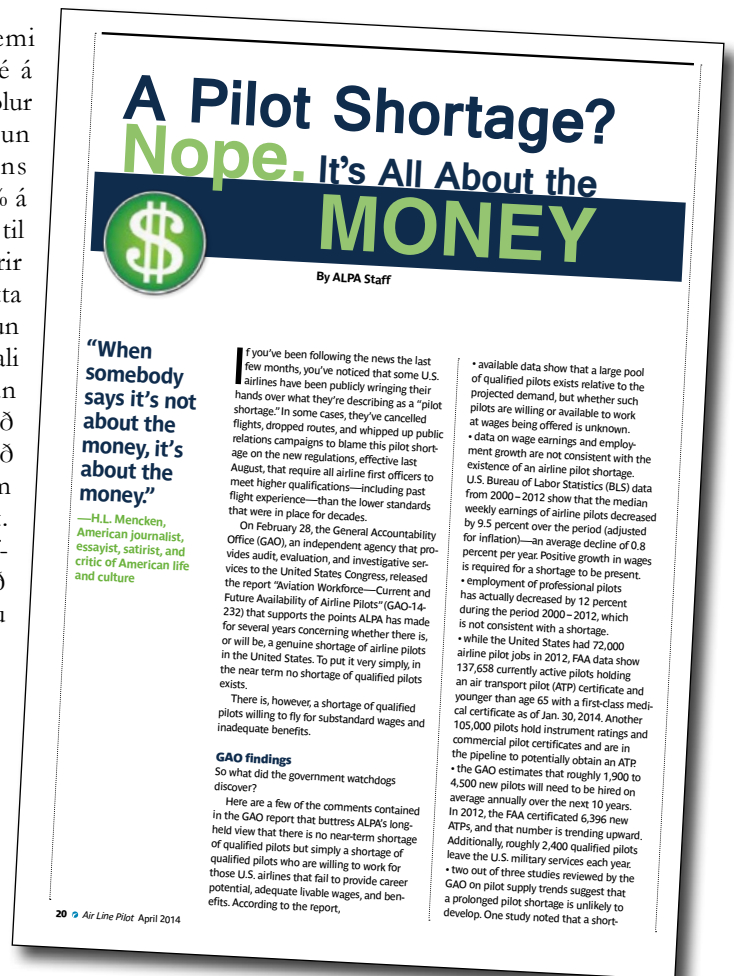 emi
é á
olur
un
ns
% á
til
rir
tta
un
ali
ð
ð
A Pilot Shortage?
Nope. It's All About the
MONEY
$
By ALPA Staff
“When
somebody
says it's not
about the
money, it's
about the
money.”
—H.L. Mencken,
American journalist,
essayist, satirist, and
critic of American life
and culture
If you've been following the news the last
few months, you've noticed that some U.S.
airlines have been publicly wringing their
hands over what they're describing as a “pilot
shortage.” In some cases, they've cancelled
flights, dropped routes, and whipped up public
relations campaigns to blame this pilot short-
age on the new regulations, effective last
August, that require all airline first officers to
meet higher qualifications—including past
flight experience—than the lower standards
that were in place for decades.
On February 28, the General Accountability
Office (GAO), an independent agency that pro-
vides audit, evaluation, and investigative ser-
vices to the United States Congress, released
the report “Aviation Workforce—Current and
Future Availability of Airline Pilots” (GAO-14-
232) that supports the points ALPA has made
for several years concerning whether there is,
or will be, a genuine shortage of airline pilots
in the United States. To put it very simply, in
the near term no shortage of qualified pilots
exists.
There is, however, a shortage of qualified
pilots willing to fly for substandard wages and
inadequate benefits.
GAO findings
So what did the government watchdogs
discover?
Here are a few of the comments contained
in the GAO report that buttress ALPA's long-
held view that there is no near-term shortage
of qualified pilots but simply a shortage of
qualified pilots who are willing to work for
those U.S. airlines that fail to provide career
potential, adequate livable wages, and ben-
efits. According to the report,
• available data show that a large pool
of qualified pilots exists relative to the
projected demand, but whether such
pilots are willing or available to work
at wages being offered is unknown.
• data on wage earnings and employ-
ment growth are not consistent with the
existence of an airline pilot shortage.
U.S. Bureau of Labor Statistics (BLS) data
from 2000–2012 show that the median
weekly earnings of airline pilots decreased
by 9.5 percent over the period (adjusted
for inflation)—an average decline of 0.8
percent per year. Positive growth in wages
is required for a shortage to be present.
• employment of professional pilots
has actually decreased by 12 percent
during the period 2000–2012, which
is not consistent with a shortage.
• while the United States had 72,000
airline pilot jobs in 2012, FAA data show
137,658 currently active pilots holding
an air transport pilot (ATP) certificate and
younger than age 65 with a first-class medi-
cal certificate as of Jan. 30, 2014. Another
105,000 pilots hold instrument ratings and
commercial pilot certificates and are in
the pipeline to potentially obtain an ATP.
• the GAO estimates that roughly 1,900 to
4,500 new pilots will need to be hired on
average annually over the next 10 years.
In 2012, the FAA certificated 6,396 new
ATPs, and that number is trending upward.
Additionally, roughly 2,400 qualified pilots
leave the U.S. military services each year.
• two out of three studies reviewed by the
GAO on pilot supply trends suggest that
a prolonged pilot shortage is unlikely to
develop. One study noted that a short-
20 Air Line Pilot April 2014